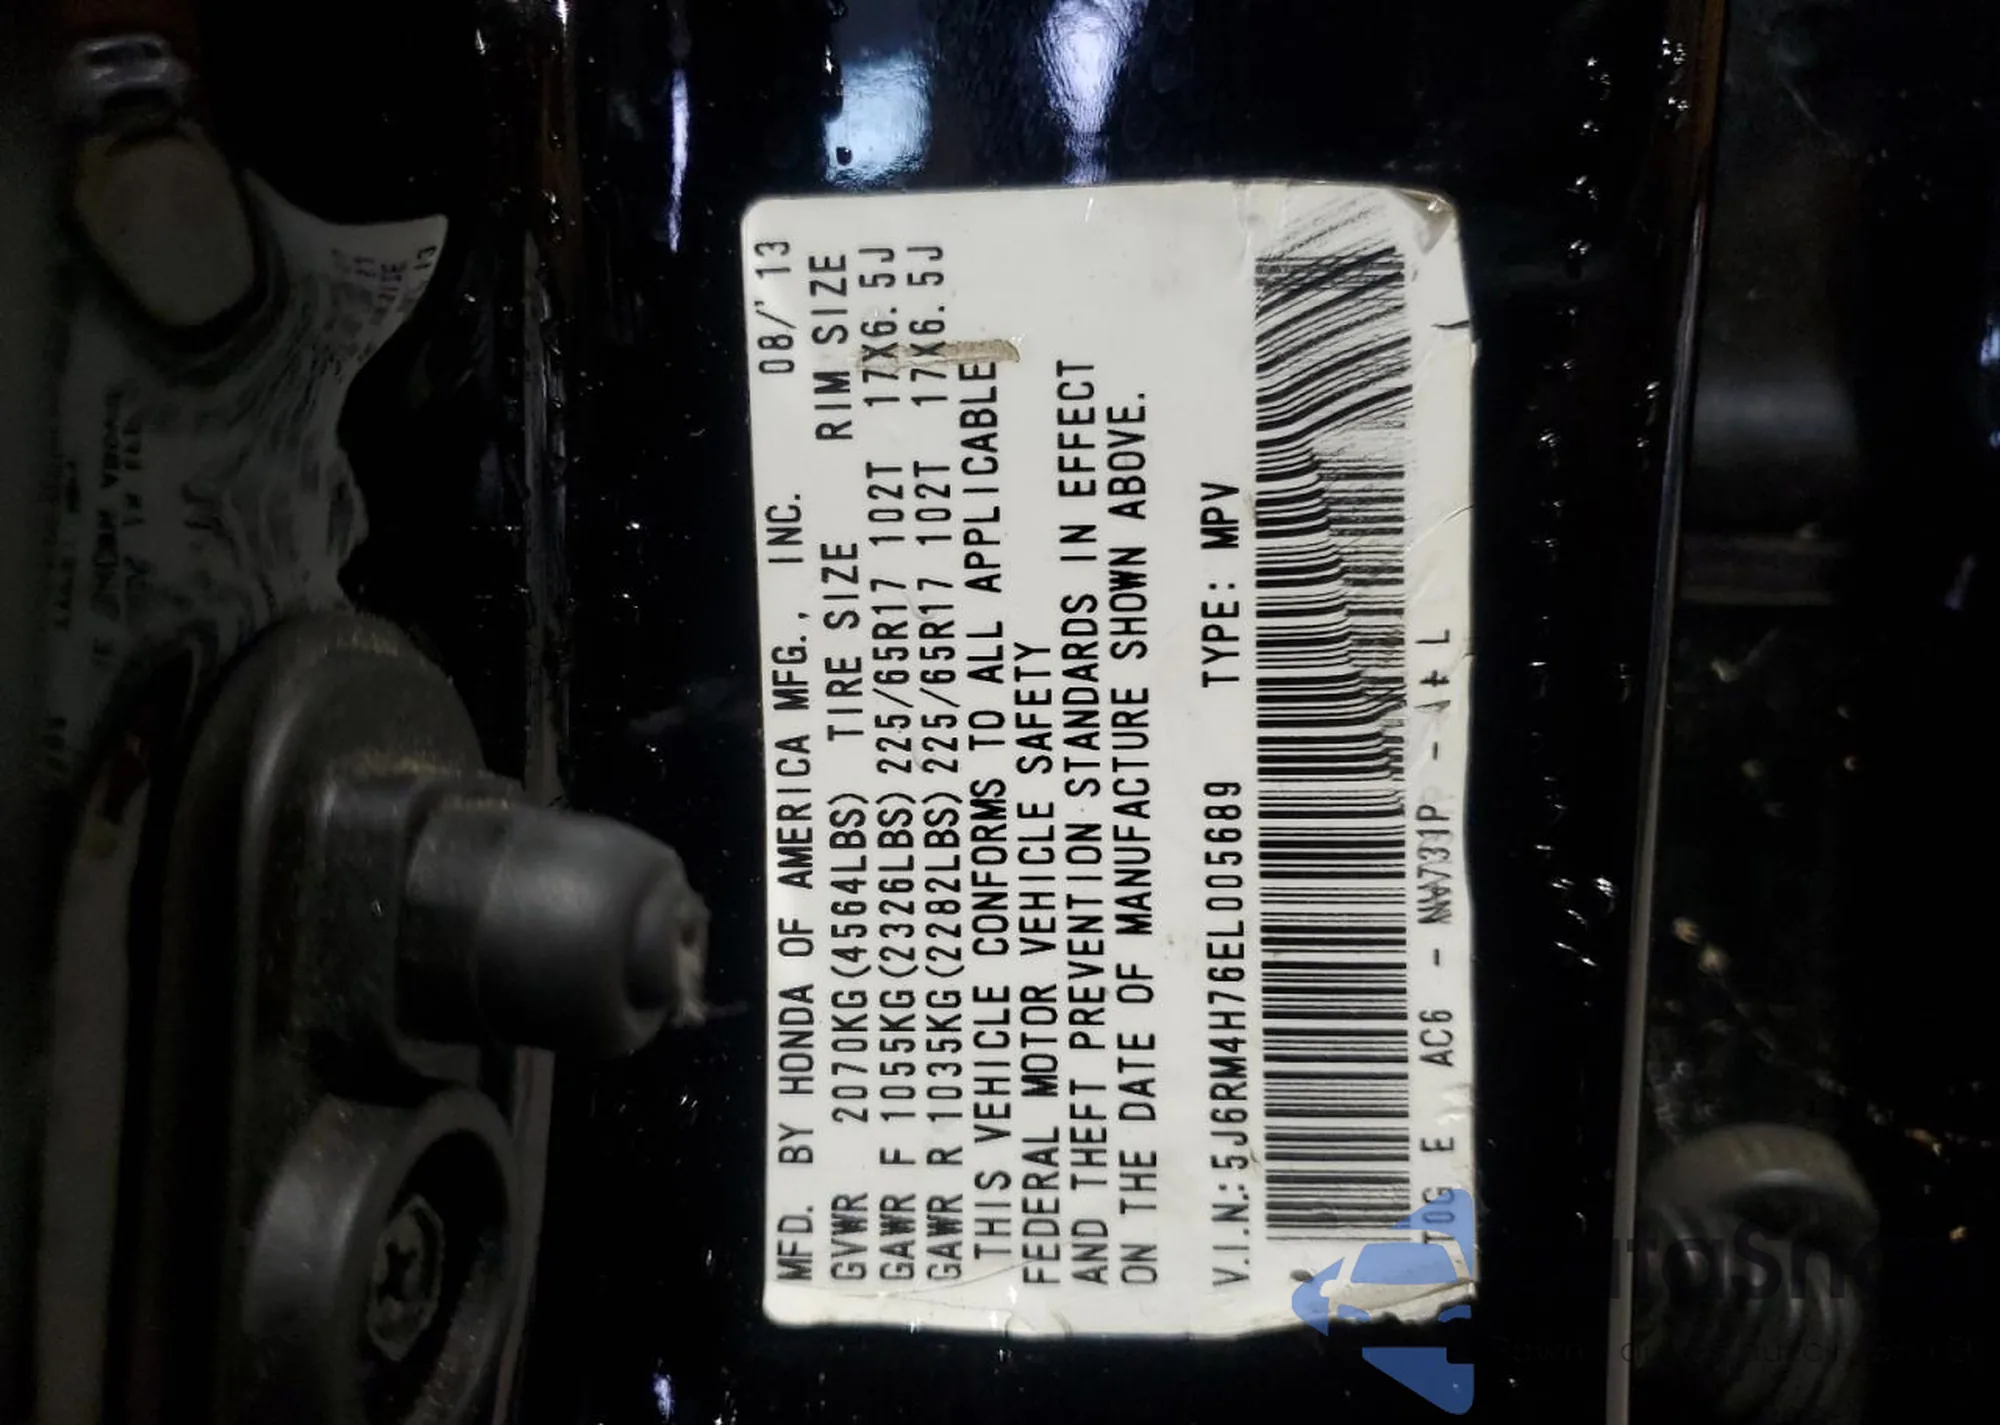 MFD. BY HONDA OF AMERICA MFG., INC. 08/'13
GVWR 2070KG(4564LBS) TIRE SIZE RIM SIZE
GAWR F 1055KG(2326LBS) 225/65R17 102T 17X6.5J
GAWR R 1035KG(2282LBS) 225/65R17 102T 17X6.5J
THIS VEHICLE CONFORMS TO ALL APPLICABLE
FEDERAL MOTOR VEHICLE SAFETY
AND THEFT PREVENTION STANDARDS IN EFFECT
ON THE DATE OF MANUFACTURE SHOWN ABOVE.
V.I.N.:5J6RM4H76EL005689 TYPE: MPV
T0G E AC6 -